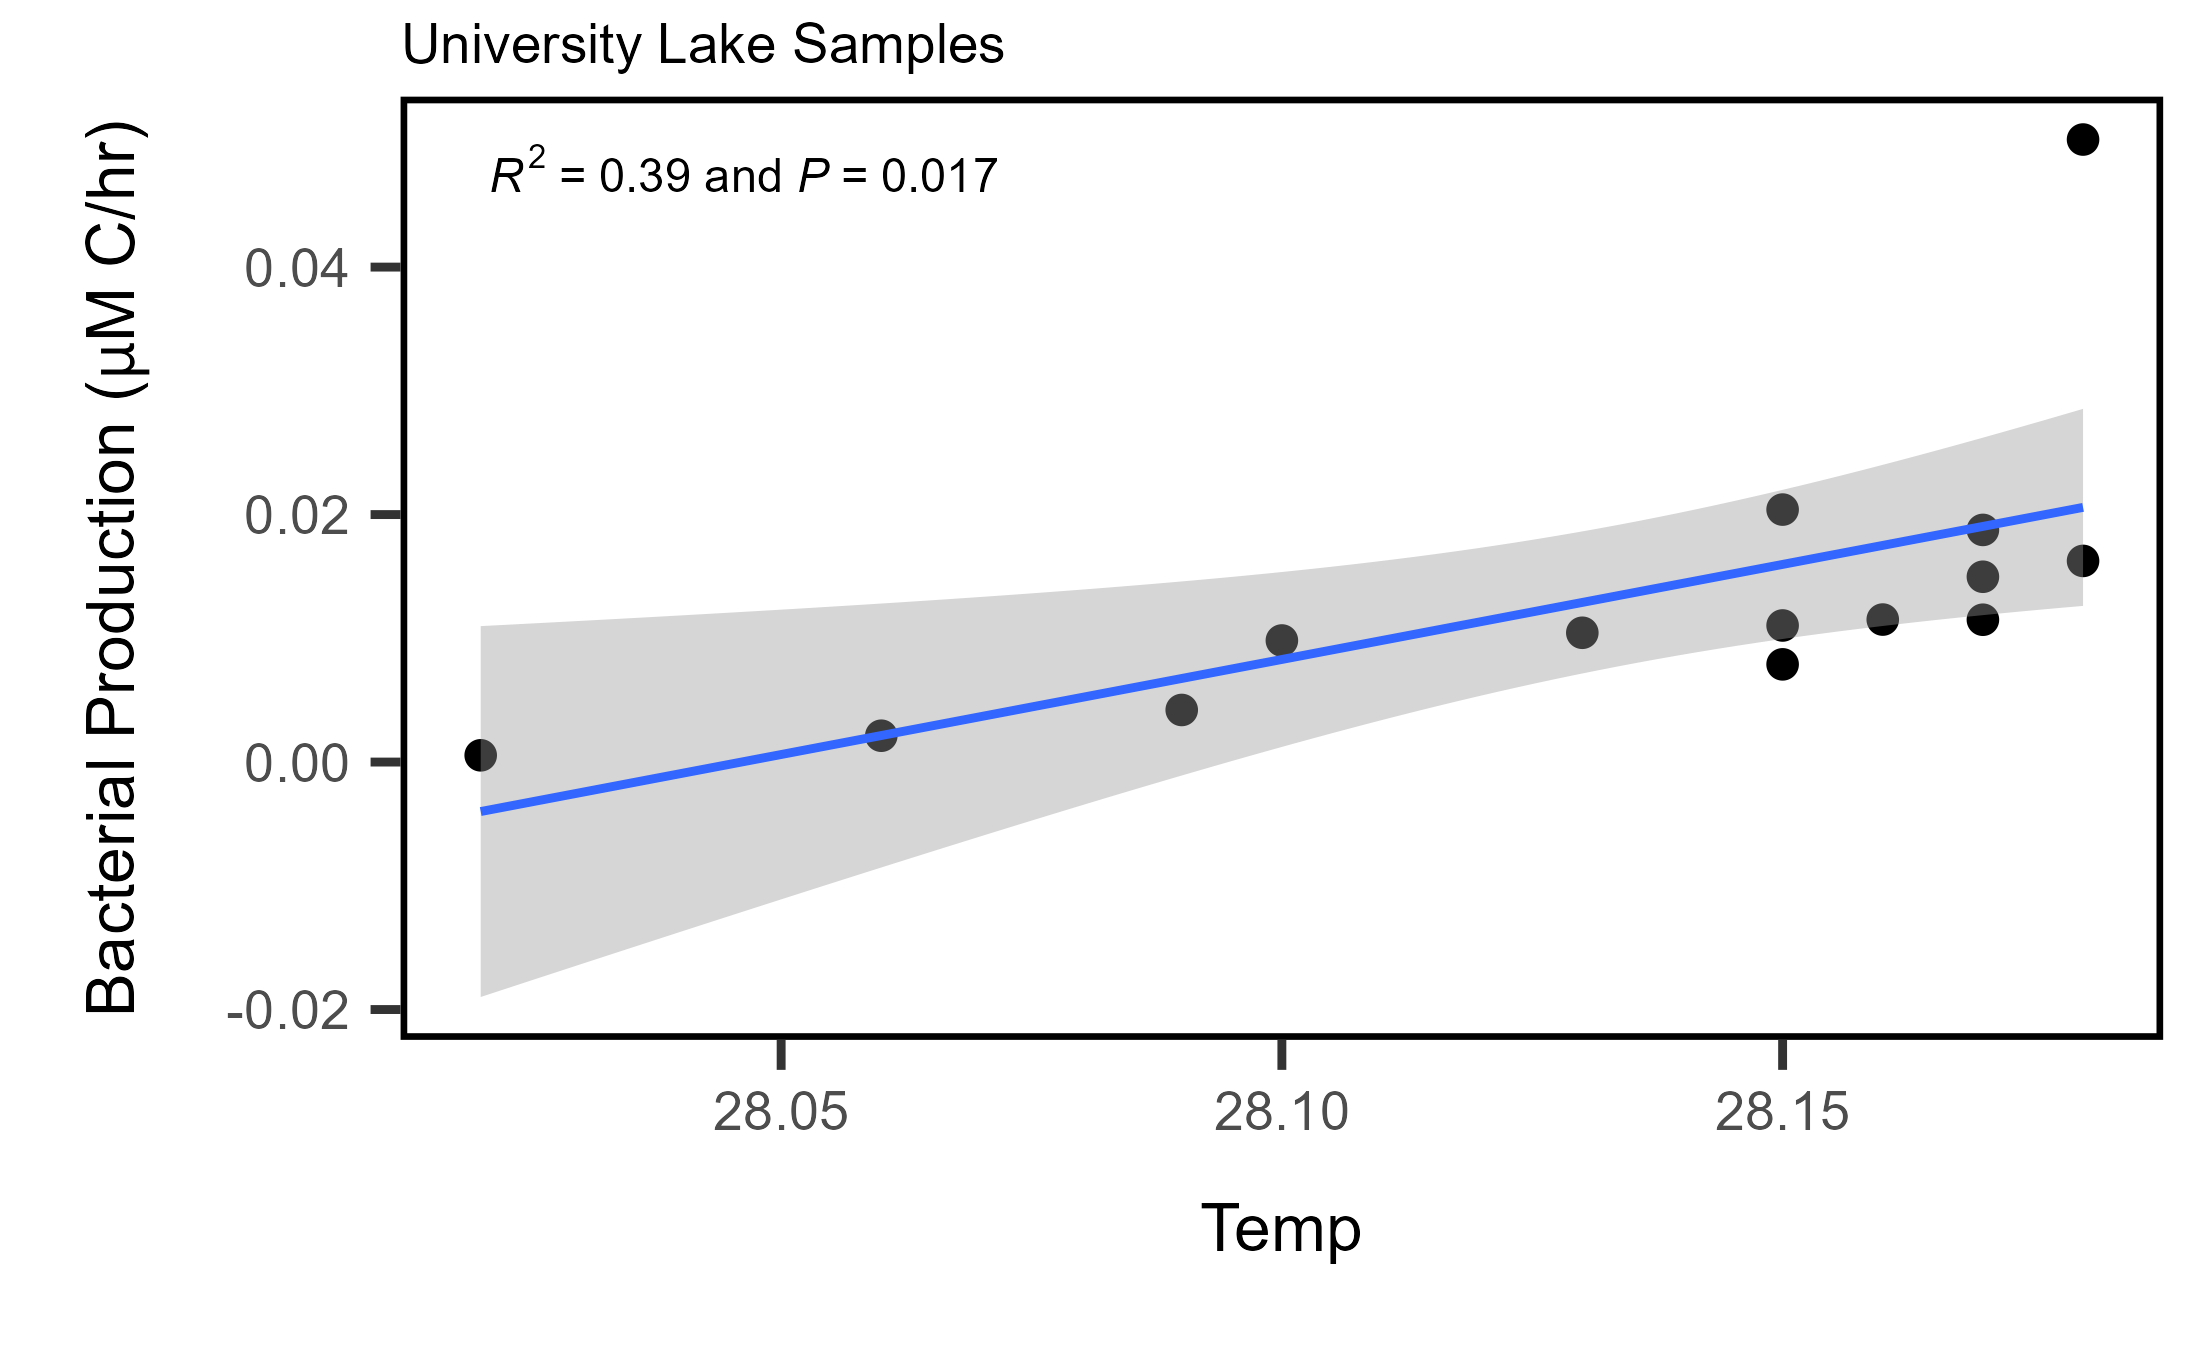 University Lake Samples
R² = 0.39 and P = 0.017
Bacterial Production (µM C/hr)
0.04
0.02
0.00
-0.02
28.05 28.10 28.15
Temp